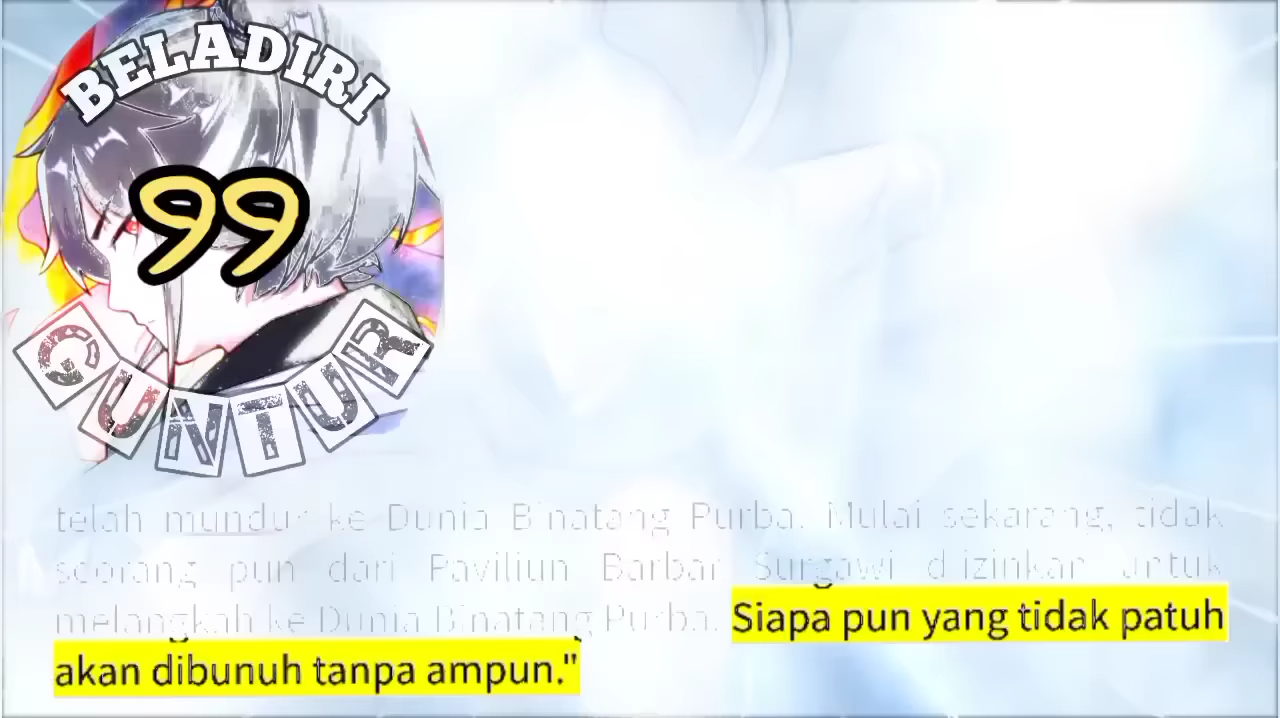 BELADIRI
99
GUNTUR
telah mundur ke Dunia Binatang Purba. Mulai sekarang, tidak
seorang pun dari Paviliun Barbar Surgawi diizinkan untuk
melangkah ke Dunia Binatang Purba. Siapa pun yang tidak patuh
akan dibunuh tanpa ampun."